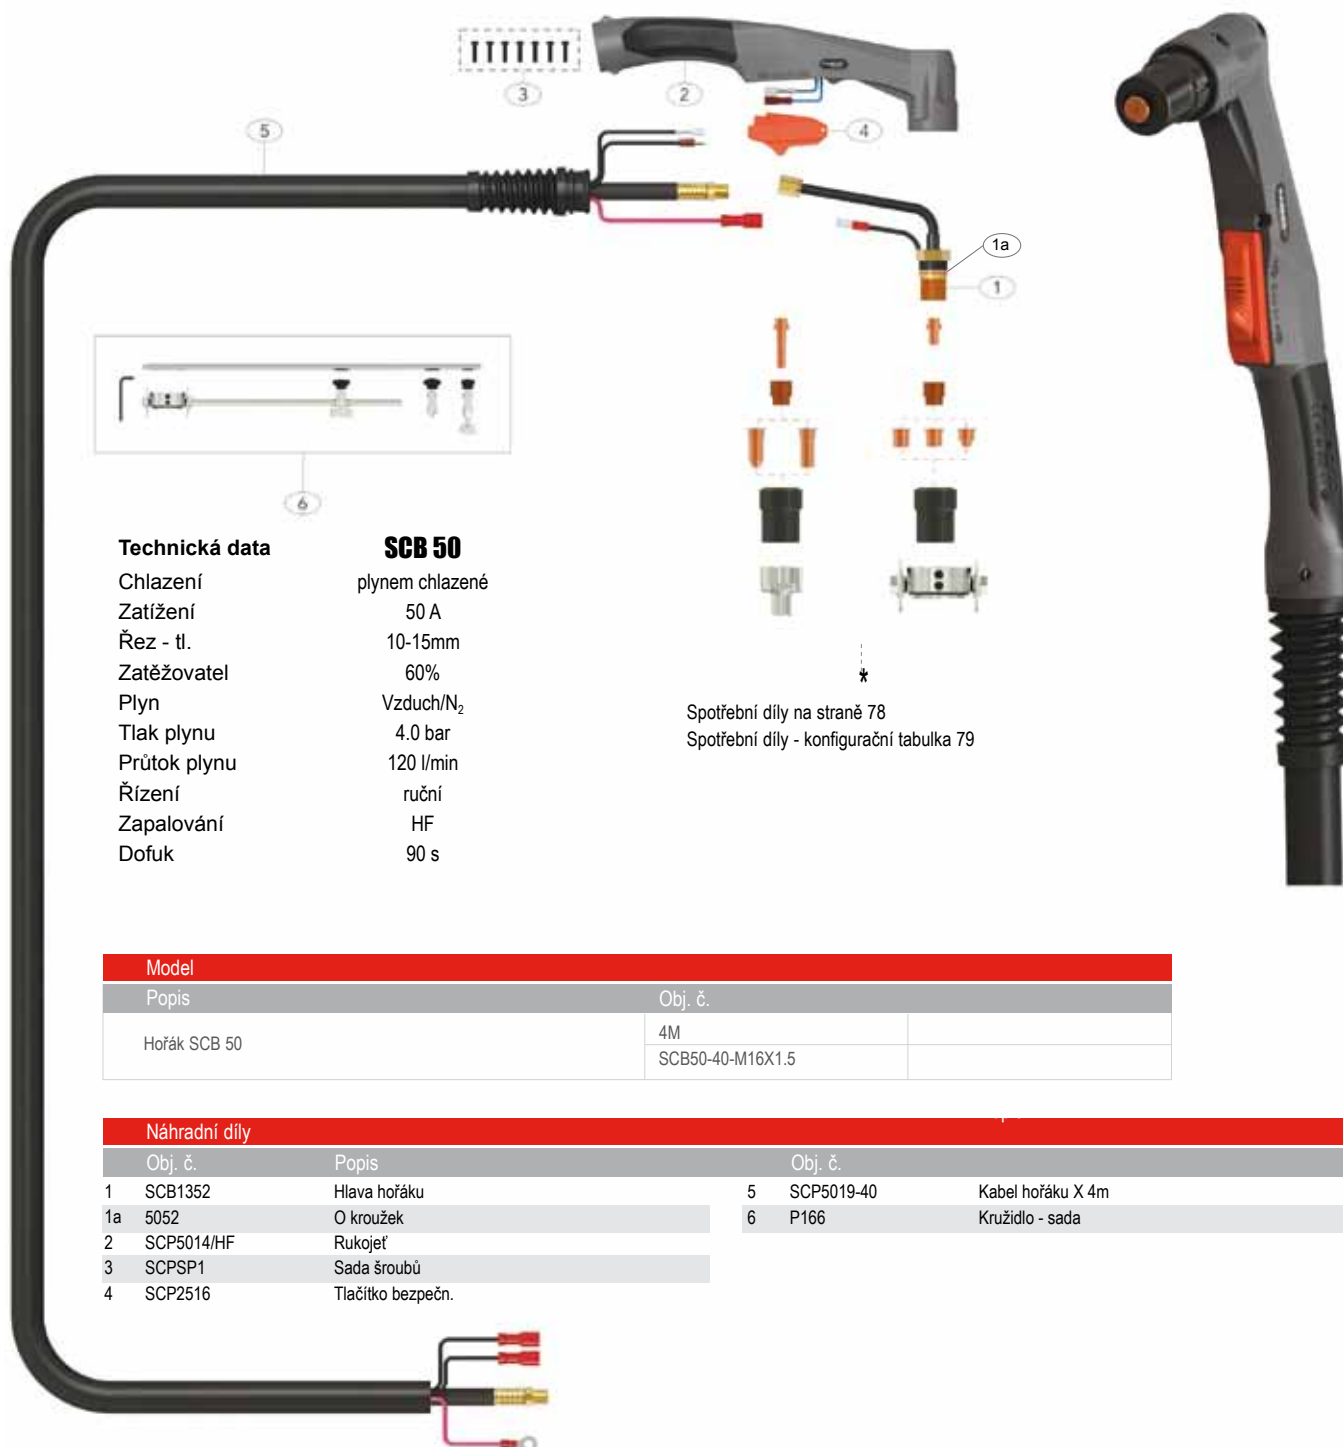 3
2
5
4
1a
1
6
Technická data SCB 50
Chlazení plynem chlazené
Zatížení 50 A
Řez - tl. 10-15mm
Zatěžovatel 60%
Plyn Vzduch/N₂
Tlak plynu 4.0 bar
Průtok plynu 120 l/min
Řízení ruční
Zapalování HF
Dofuk 90 s
*
Spotřební díly na straně 78
Spotřební díly - konfigurační tabulka 79
Model
Popis Obj. č.
Hořák SCB 50
4M
SCB50-40-M16X1.5
Náhradní díly
Obj. č. Popis Obj. č.
1 SCB1352 Hlava hořáku
1a 5052 O kroužek
2 SCP5014/HF Rukojeť
3 SCPSP1 Sada šroubů
4 SCP2516 Tlačítko bezpečn.
5 SCP5019-40 Kabel hořáku X 4m
6 P166 Kružidlo - sada